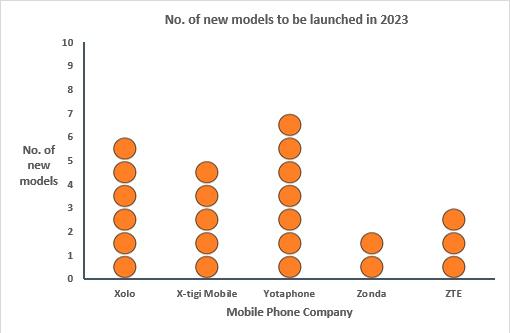 No. of new models to be launched in 2023
10
9
8
7
6
5
4
3
2
1
0
No. of
new
models
Xolo X-tigi Mobile Yotaphone Zonda ZTE
Mobile Phone Company